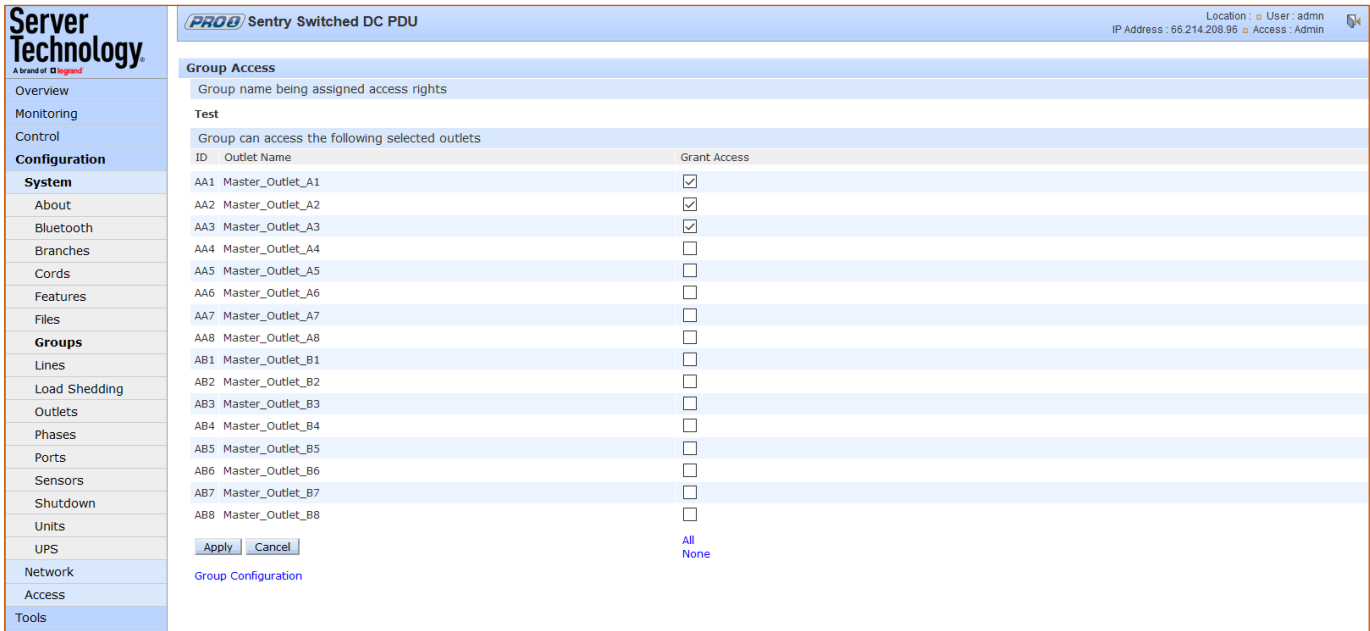 Server
Technology.
A brand of legrand
PRO2 Sentry Switched DC PDU
Location : User : admn
IP Address : 66.214.208.96 Access : Admin
Overview
Monitoring
Control
Configuration
System
About
Bluetooth
Branches
Cords
Features
Files
Groups
Lines
Load Shedding
Outlets
Phases
Ports
Sensors
Shutdown
Units
UPS
Network
Access
Tools
Group Access
Group name being assigned access rights
Test
Group can access the following selected outlets
ID Outlet Name Grant Access
AA1 Master_Outlet_A1
AA2 Master_Outlet_A2
AA3 Master_Outlet_A3
AA4 Master_Outlet_A4
AA5 Master_Outlet_A5
AA6 Master_Outlet_A6
AA7 Master_Outlet_A7
AA8 Master_Outlet_A8
AB1 Master_Outlet_B1
AB2 Master_Outlet_B2
AB3 Master_Outlet_B3
AB4 Master_Outlet_B4
AB5 Master_Outlet_B5
AB6 Master_Outlet_B6
AB7 Master_Outlet_B7
AB8 Master_Outlet_B8
Apply Cancel All
None
Group Configuration